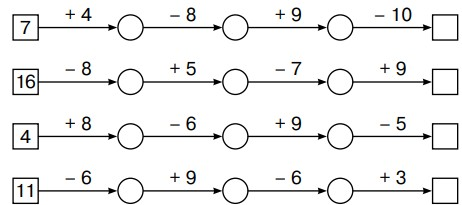 7 + 4 − 8 + 9 − 10
16 − 8 + 5 − 7 + 9
4 + 8 − 6 + 9 − 5
11 − 6 + 9 − 6 + 3